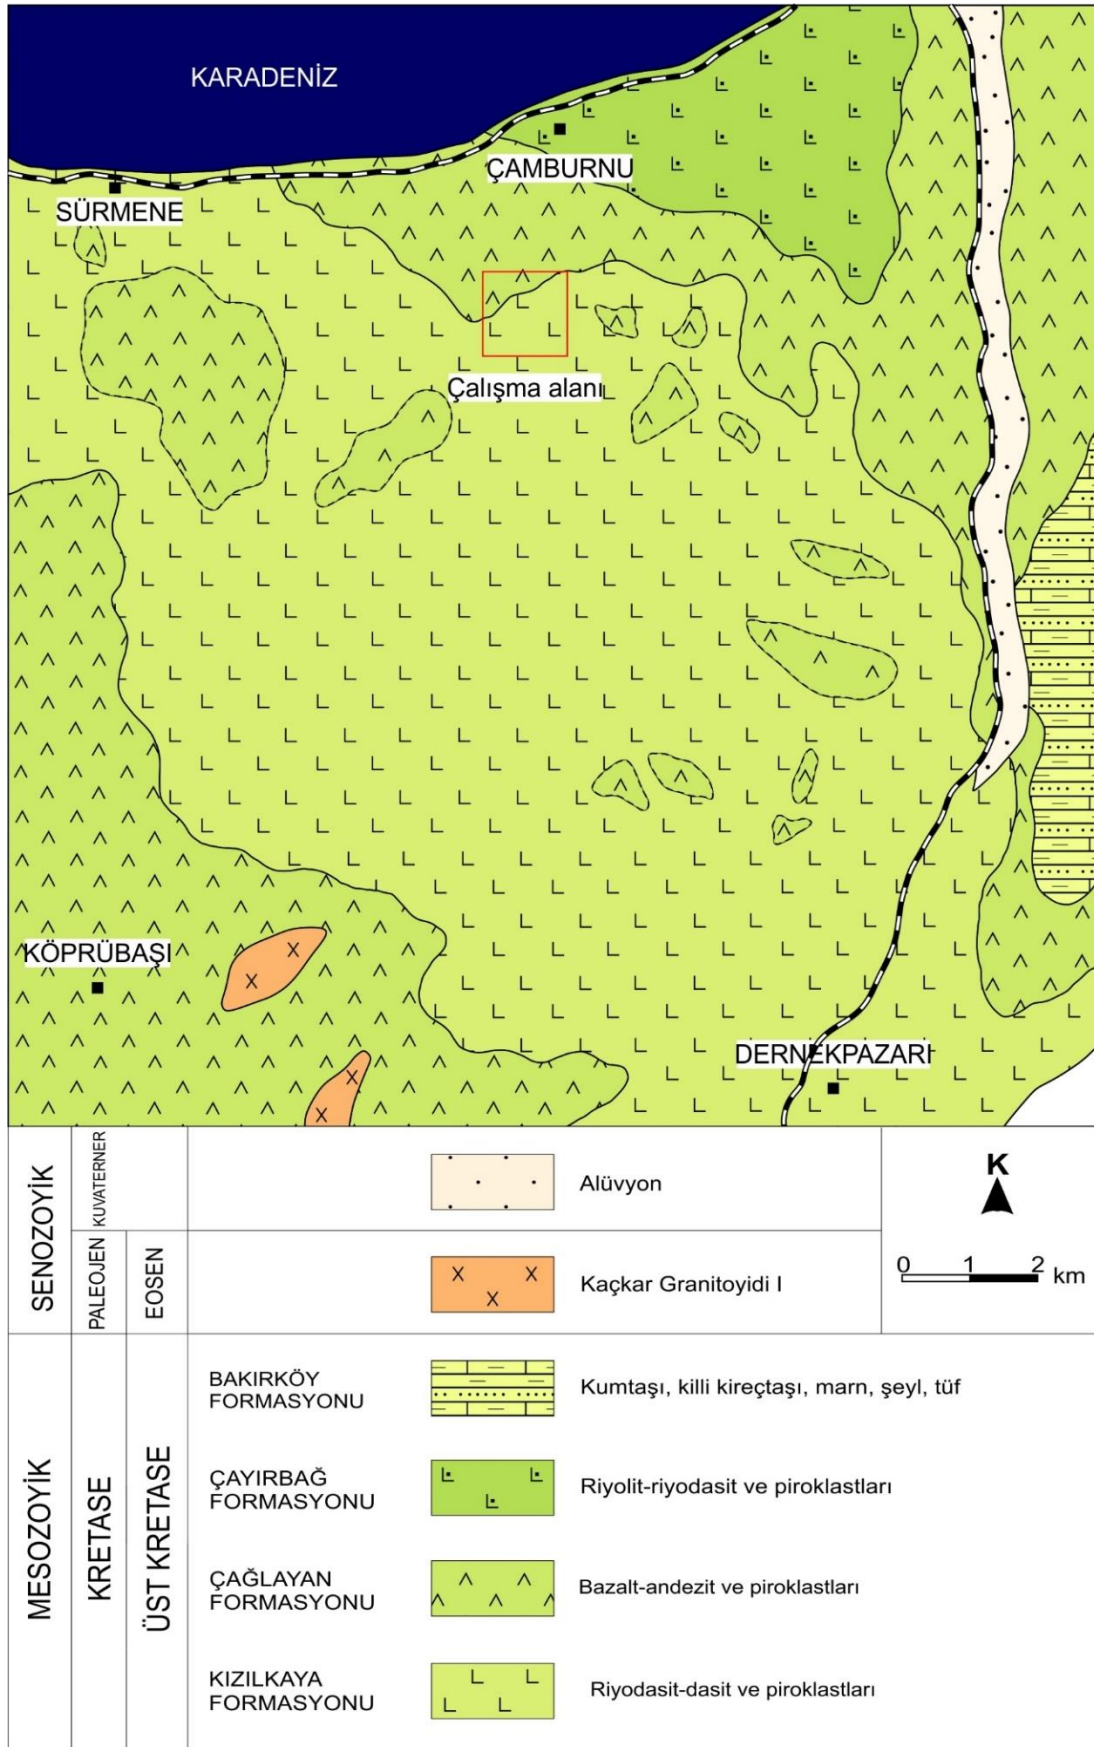 KARADENİZ
ÇAMBURNU
SÜRMENE
Çalışma alanı
KÖPRÜBAŞI
DERNEKPAZARI
SENOZOYİK
KUVATERNER
Alüvyon
K
0 1 2 km
PALEOJEN
EOSEN
Kaçkar Granitoyidi I
MESOZOYİK
KRETASE
ÜST KRETASE
BAKIRKÖY
FORMASYONU
Kumtaşı, killi kireçtaşı, marn, şeyl, tüf
ÇAYIRBAĞ
FORMASYONU
Riyolit-riyodasit ve piroklastları
ÇAĞLAYAN
FORMASYONU
Bazalt-andezit ve piroklastları
KIZILKAYA
FORMASYONU
Riyodasit-dasit ve piroklastları